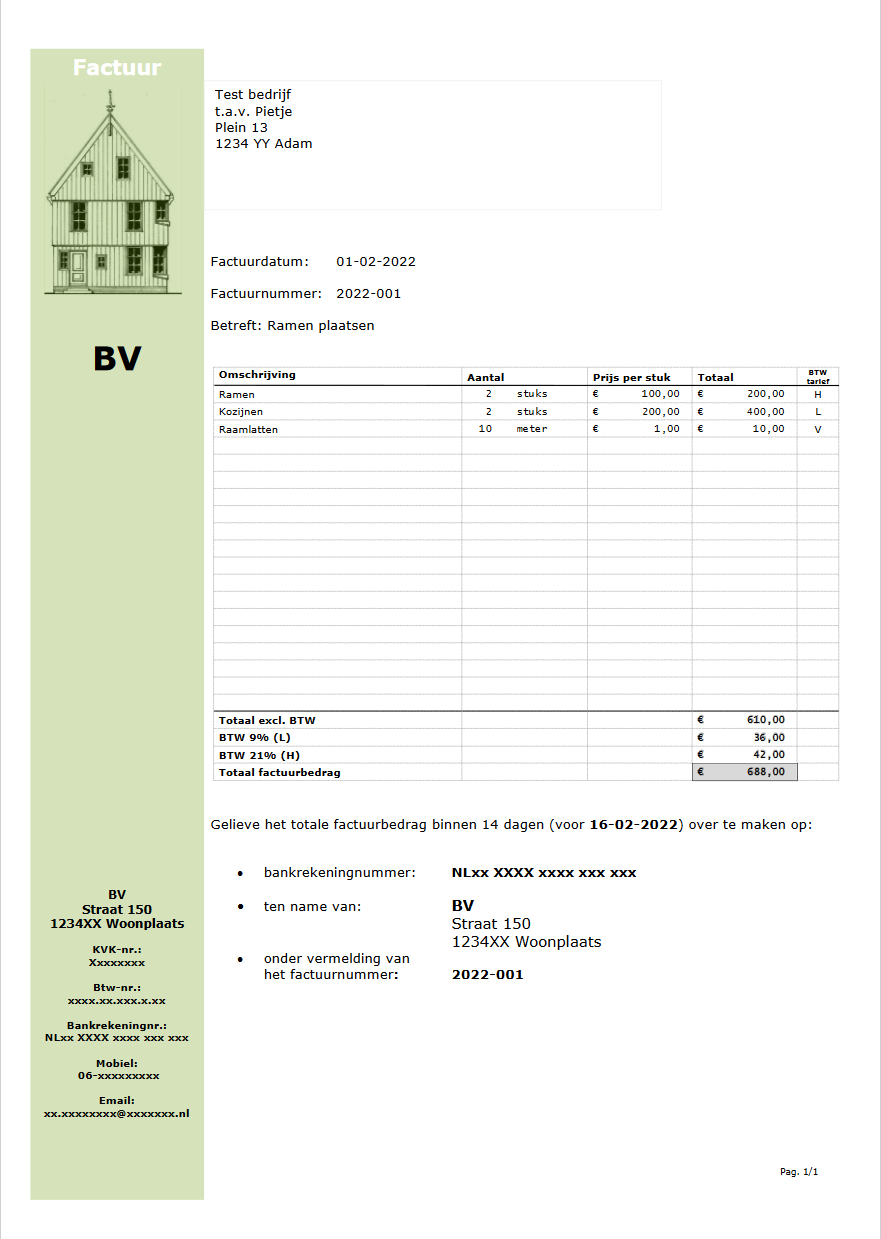 Factuur
Test bedrijf
t.a.v. Pietje
Plein 13
1234 YY Adam
Factuurdatum: 01-02-2022
Factuurnummer: 2022-001
Betreft: Ramen plaatsen
BV
Omschrijving Aantal Prijs per stuk Totaal BTW tarief
Ramen 2 stuks € 100,00 € 200,00 H
Kozijnen 2 stuks € 200,00 € 400,00 L
Raamlatten 10 meter € 1,00 € 10,00 V
Totaal excl. BTW € 610,00
BTW 9% (L) € 36,00
BTW 21% (H) € 42,00
Totaal factuurbedrag € 688,00
Gelieve het totale factuurbedrag binnen 14 dagen (voor 16-02-2022) over te maken op:
• bankrekeningnummer: NLxx XXXX xxxx xxx xxx
• ten name van: BV
Straat 150
1234XX Woonplaats
• onder vermelding van
het factuurnummer: 2022-001
BV
Straat 150
1234XX Woonplaats
KVK-nr.:
Xxxxxxxx
Btw-nr.:
xxxx.xx.xxx.x.xx
Bankrekeningnr.:
NLxx XXXX xxxx xxx xxx
Mobiel:
06-xxxxxxxxx
Email:
xx.xxxxxxxx@xxxxxxx.nl
Pag. 1/1